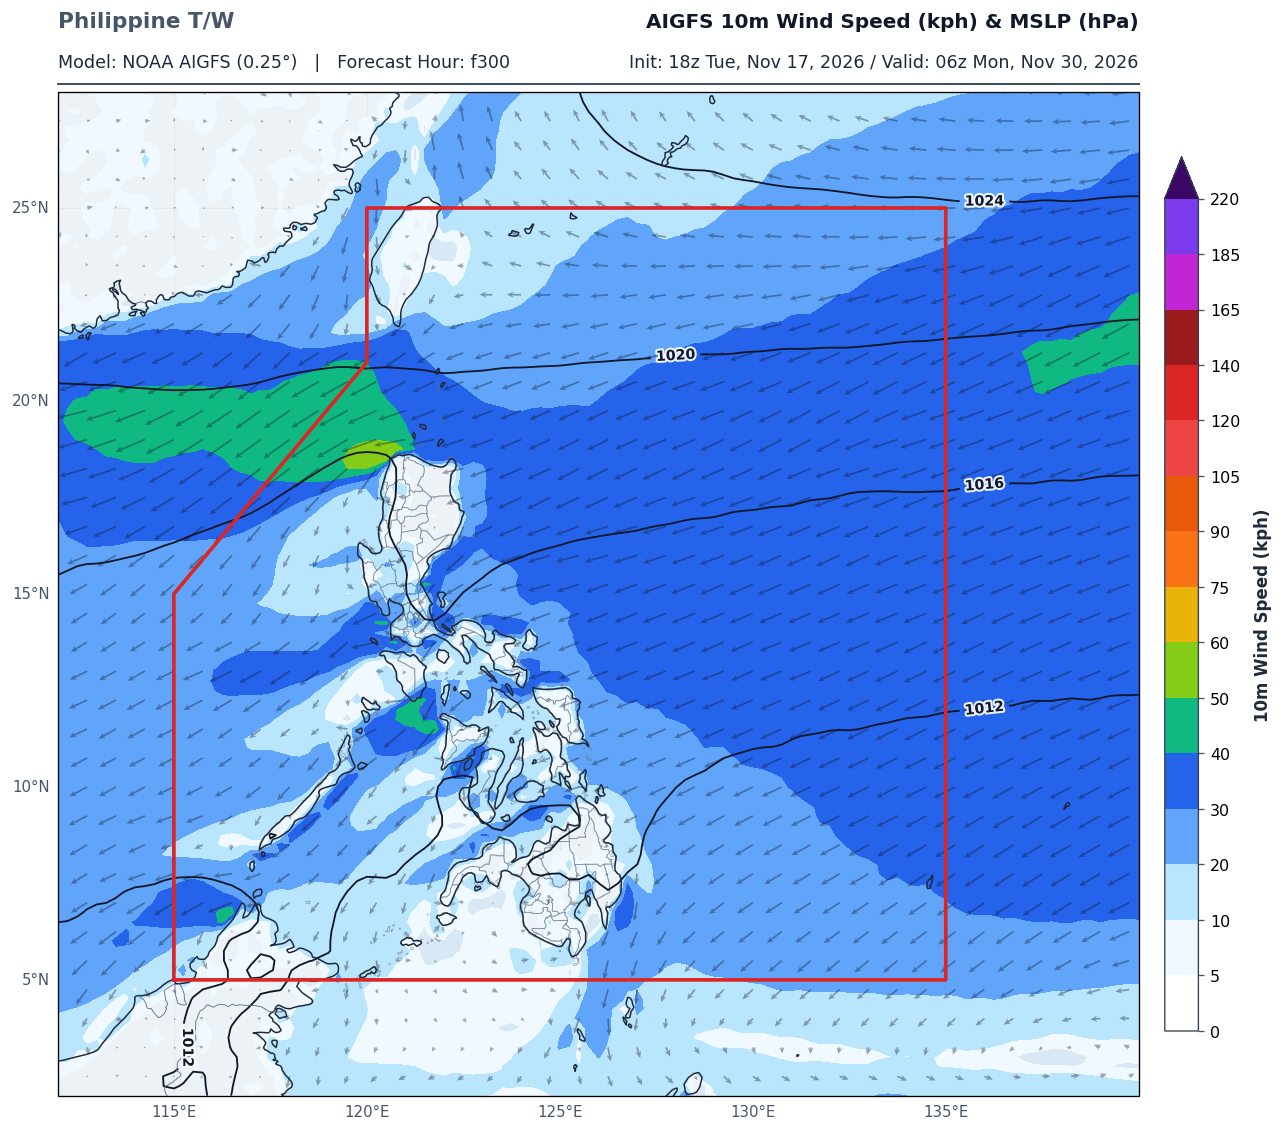 Philippine T/W
AIGFS 10m Wind Speed (kph) & MSLP (hPa)
Model: NOAA AIGFS (0.25°)   |   Forecast Hour: f300
Init: 18z Tue, Nov 17, 2026 / Valid: 06z Mon, Nov 30, 2026
25°N
20°N
15°N
10°N
5°N
115°E
120°E
125°E
130°E
135°E
1024
1020
1016
1012
1012
220
185
165
140
120
105
90
75
60
50
40
30
20
10
5
0
10m Wind Speed (kph)